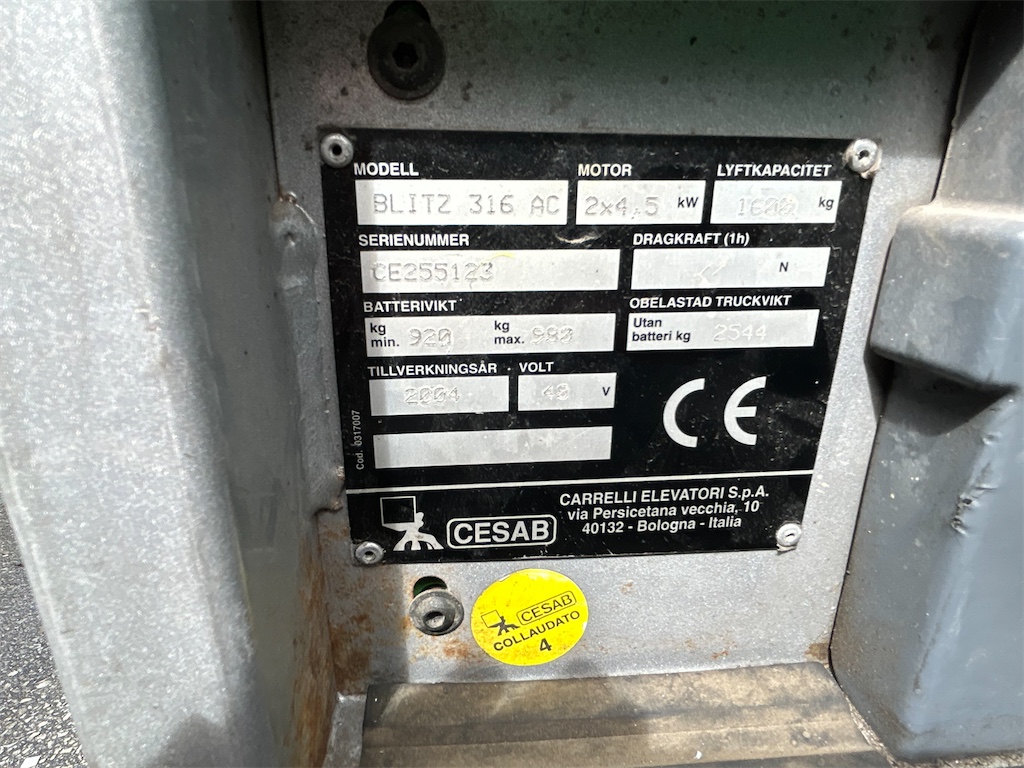 MODELL MOTOR LYFTKAPACITET
BLITZ 316 AC 2x4,5 kW 1600 kg
SERIENUMMER DRAGKRAFT (1h)
CE255123 N
BATTERIVIKT OBELASTAD TRUCKVIKT
kg min. 920 kg max. 980 Utan batteri kg 2544
TILLVERKNINGSÅR VOLT
2004 48 V
CE
Cod. 0317007
CESAB
CARRELLI ELEVATORI S.p.A.
via Persicetana vecchia, 10
40132 - Bologna - Italia
CESAB
COLLAUDATO
4